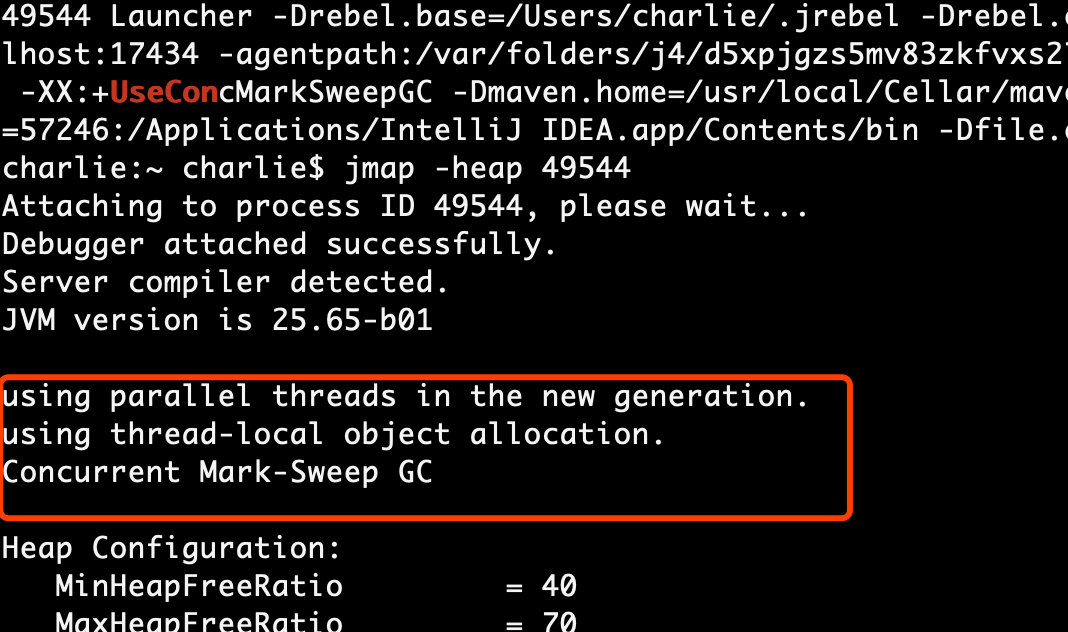 49544 Launcher -Drebel.base=/Users/charlie/.jrebel -Drebel.
lhost:17434 -agentpath:/var/folders/j4/d5xpjgzs5mv83zkfvxs2
-XX:+UseConcMarkSweepGC -Dmaven.home=/usr/local/Cellar/mav
=57246:/Applications/IntelliJ IDEA.app/Contents/bin -Dfile.
charlie:~ charlie$ jmap -heap 49544
Attaching to process ID 49544, please wait...
Debugger attached successfully.
Server compiler detected.
JVM version is 25.65-b01
using parallel threads in the new generation.
using thread-local object allocation.
Concurrent Mark-Sweep GC
Heap Configuration:
MinHeapFreeRatio = 40
MaxHeapFreeRatio = 70